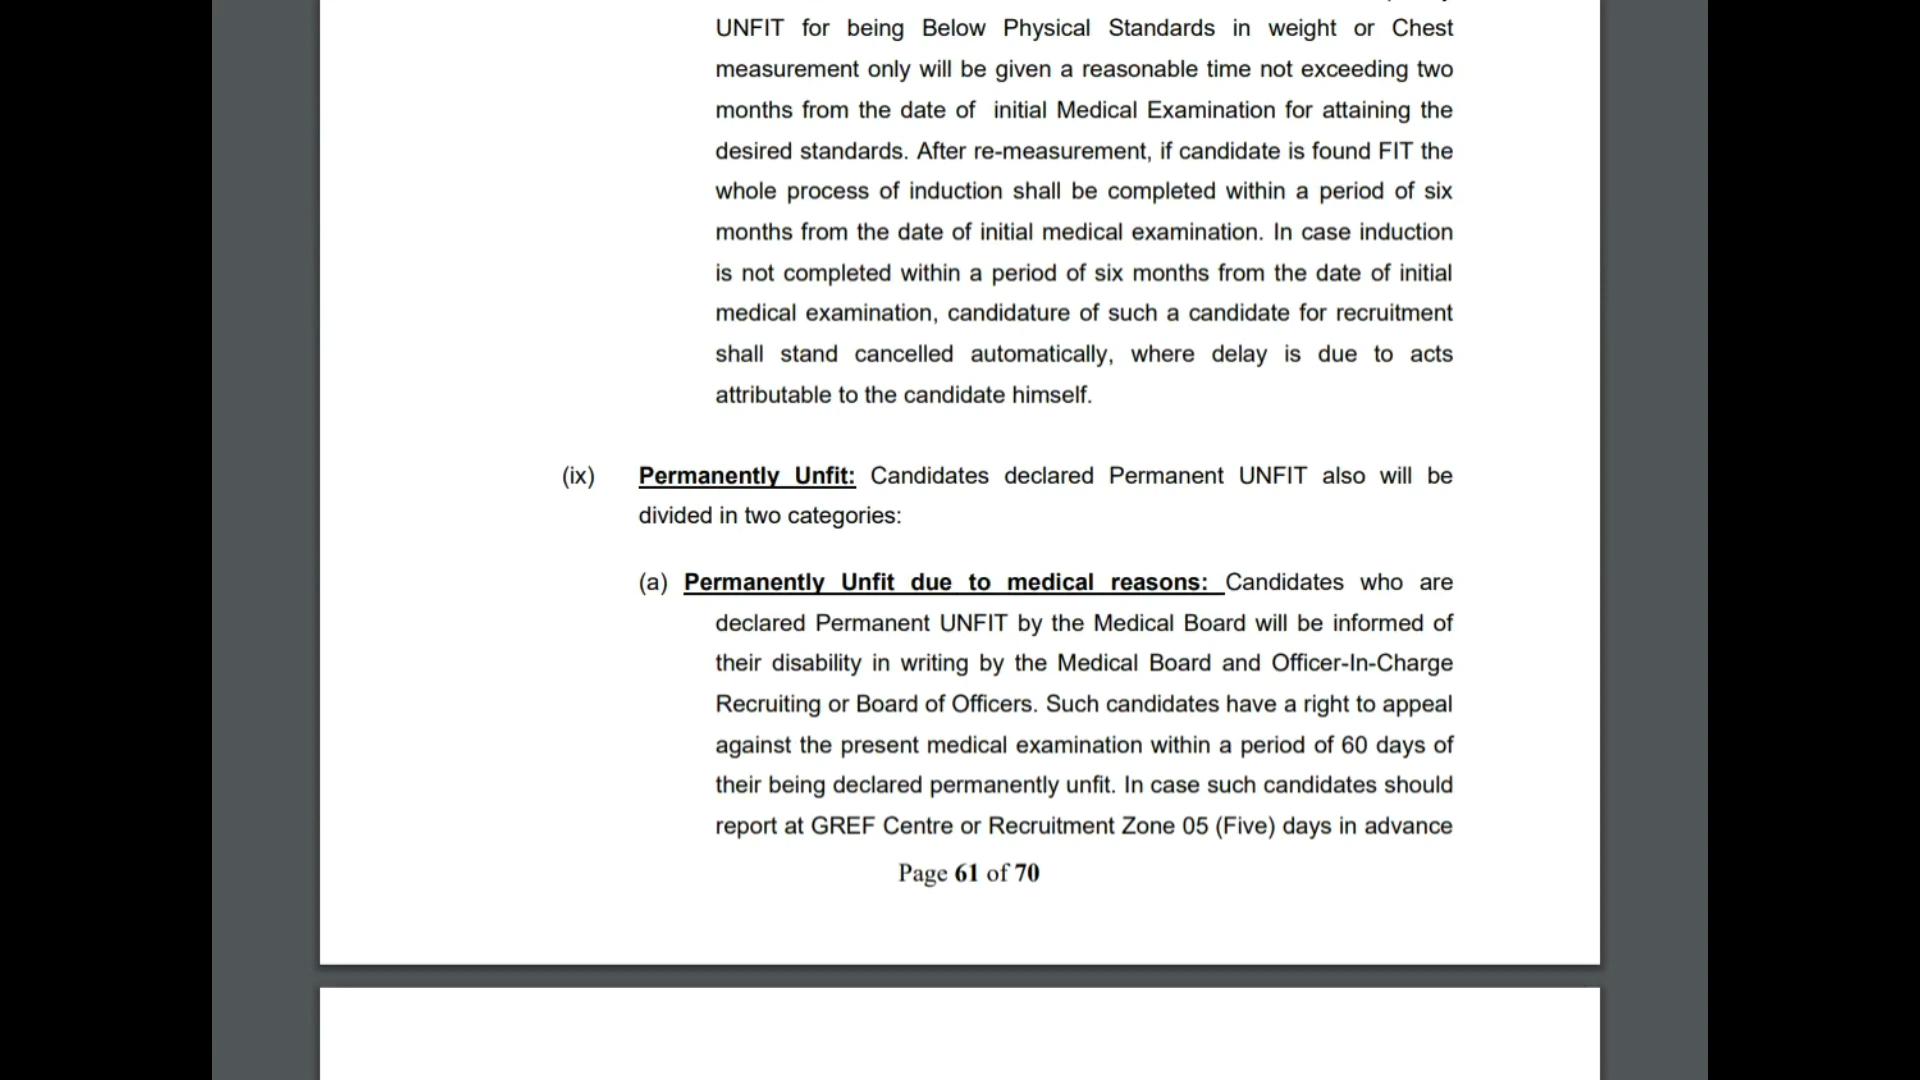 UNFIT for being Below Physical Standards in weight or Chest
measurement only will be given a reasonable time not exceeding two
months from the date of initial Medical Examination for attaining the
desired standards. After re-measurement, if candidate is found FIT the
whole process of induction shall be completed within a period of six
months from the date of initial medical examination. In case induction
is not completed within a period of six months from the date of initial
medical examination, candidature of such a candidate for recruitment
shall stand cancelled automatically, where delay is due to acts
attributable to the candidate himself.
(ix) Permanently Unfit: Candidates declared Permanent UNFIT also will be
divided in two categories:
(a) Permanently Unfit due to medical reasons: Candidates who are
declared Permanent UNFIT by the Medical Board will be informed of
their disability in writing by the Medical Board and Officer-In-Charge
Recruiting or Board of Officers. Such candidates have a right to appeal
against the present medical examination within a period of 60 days of
their being declared permanently unfit. In case such candidates should
report at GREF Centre or Recruitment Zone 05 (Five) days in advance
Page 61 of 70